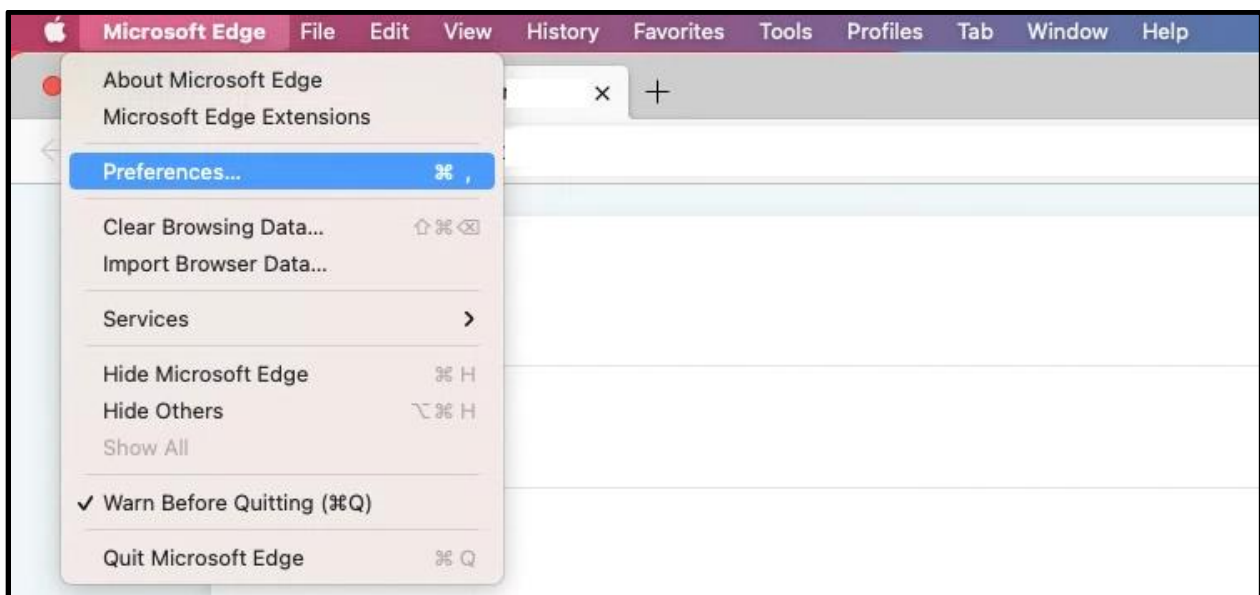 Microsoft Edge File Edit View History Favorites Tools Profiles Tab Window Help
About Microsoft Edge
Microsoft Edge Extensions
Preferences... ⌘ ,
Clear Browsing Data... ⇧⌘⌫
Import Browser Data...
Services
Hide Microsoft Edge ⌘ H
Hide Others ⌥⌘ H
Show All
✓ Warn Before Quitting (⌘Q)
Quit Microsoft Edge ⌘ Q